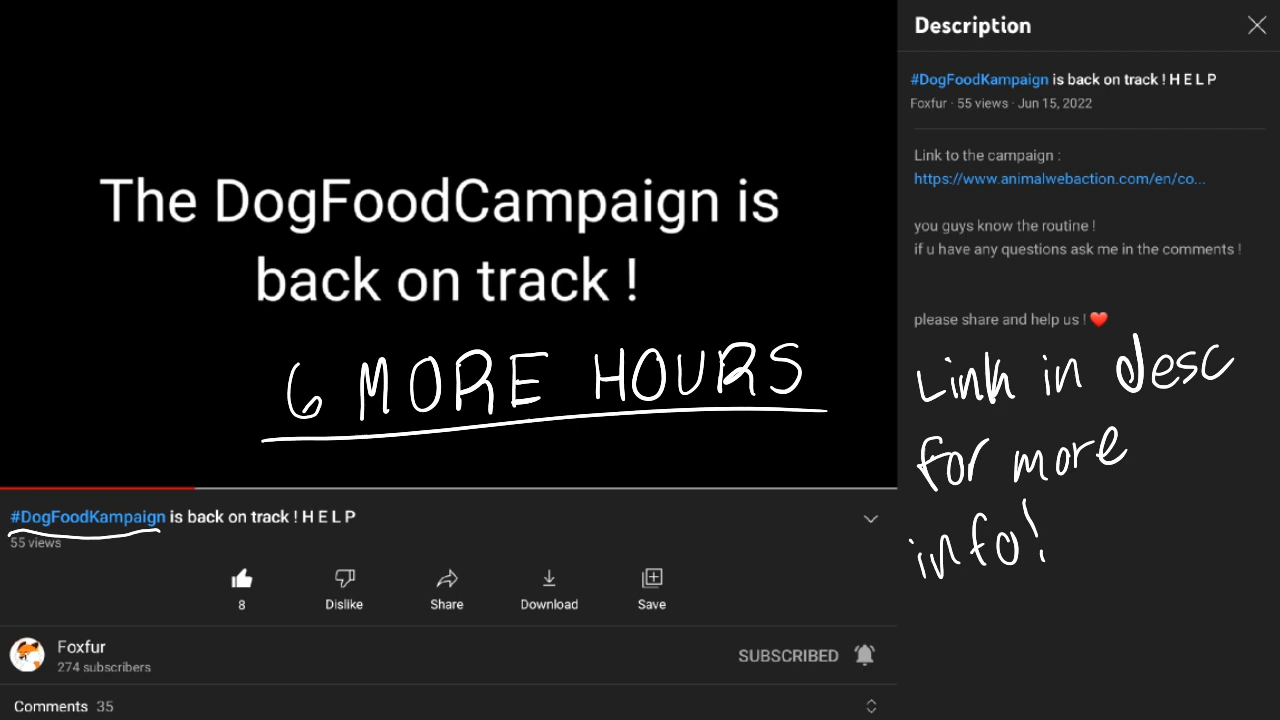 The DogFoodCampaign is
back on track !
6 MORE HOURS
#DogFoodKampaign is back on track ! H E L P
55 views
8
Dislike
Share
Download
Save
Foxfur
274 subscribers
SUBSCRIBED
Comments 35
Description
#DogFoodKampaign is back on track ! H E L P
Foxfur · 55 views · Jun 15, 2022
Link to the campaign :
https://www.animalwebaction.com/en/co...
you guys know the routine !
if u have any questions ask me in the comments !
please share and help us ! ❤️
Link in desc
for more
info!